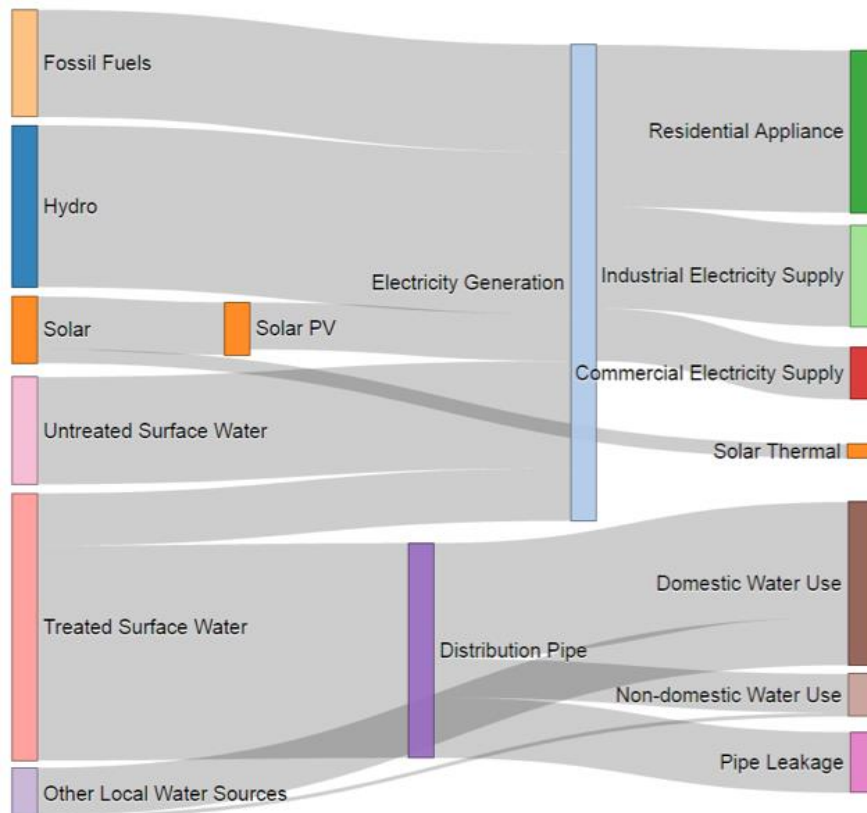 Fossil Fuels
Hydro
Solar
Solar PV
Untreated Surface Water
Treated Surface Water
Other Local Water Sources
Electricity Generation
Distribution Pipe
Residential Appliance
Industrial Electricity Supply
Commercial Electricity Supply
Solar Thermal
Domestic Water Use
Non-domestic Water Use
Pipe Leakage